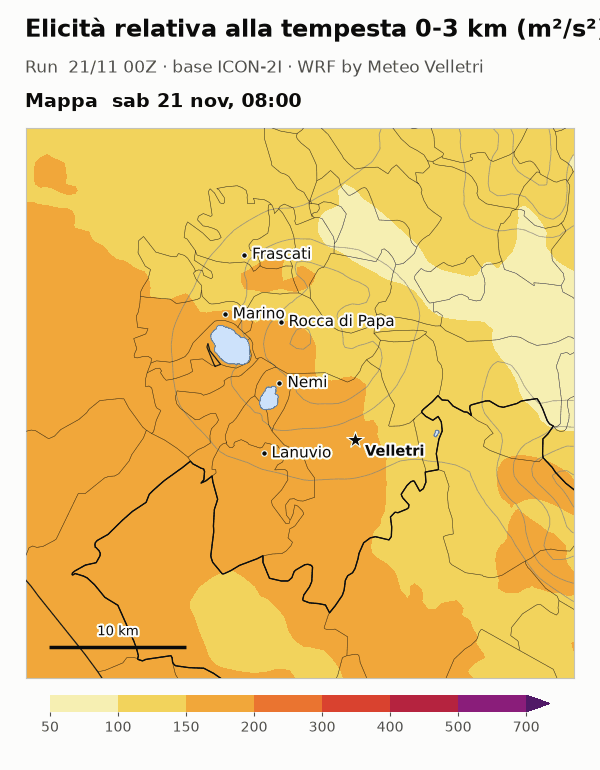 Elicità relativa alla tempesta 0-3 km (m²/s²)
Run  21/11 00Z · base ICON-2I · WRF by Meteo Velletri
Mappa  sab 21 nov, 08:00
Frascati
Marino
Rocca di Papa
Nemi
Velletri
Lanuvio
10 km
50 100 150 200 300 400 500 700